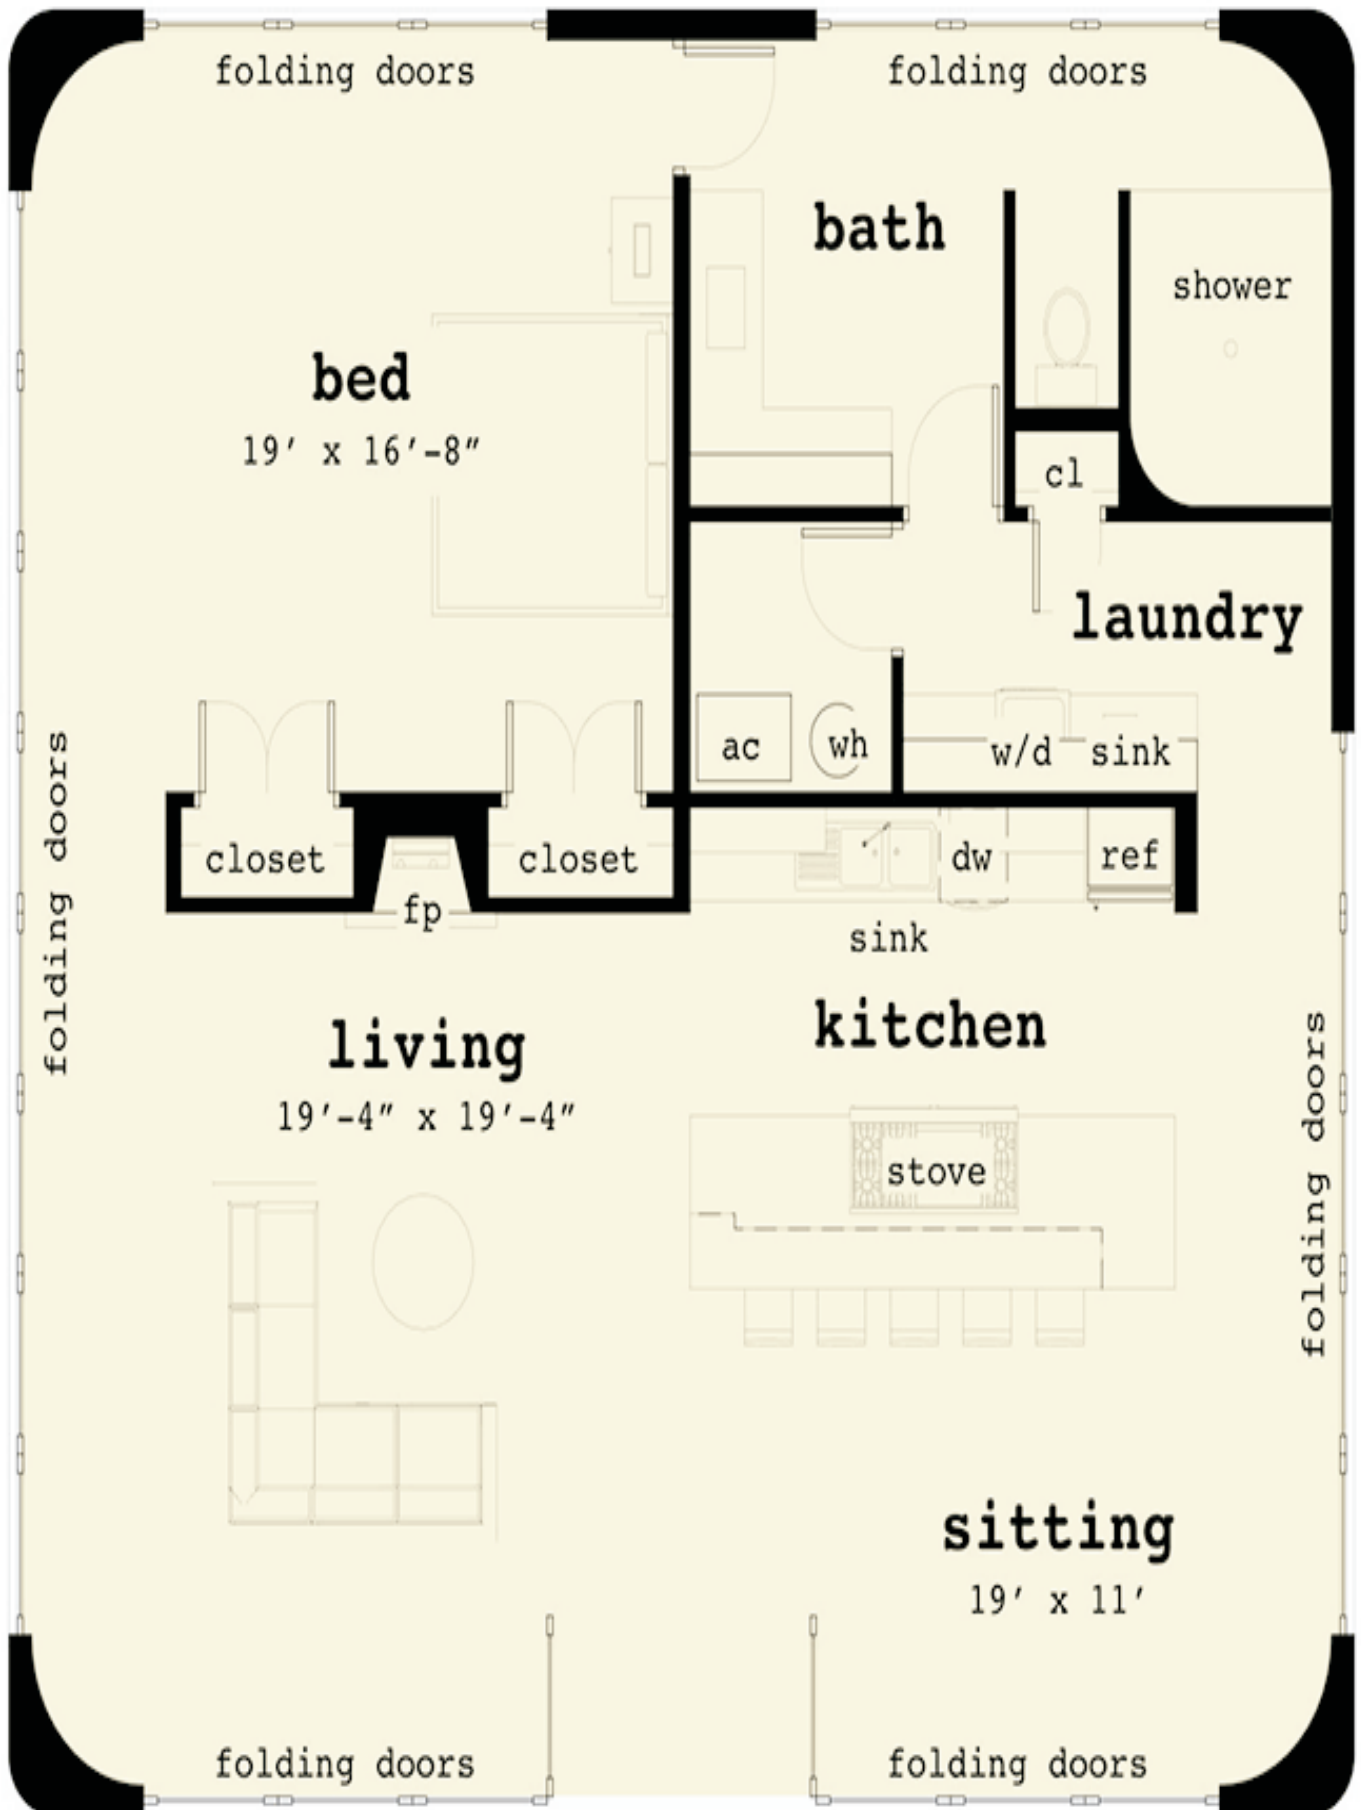 folding doors
folding doors
bath
shower
bed
19' x 16'-8"
cl
laundry
ac
wh
w/d
sink
folding doors
closet
closet
dw
ref
fp
sink
kitchen
living
19'-4" x 19'-4"
stove
folding doors
sitting
19' x 11'
folding doors
folding doors